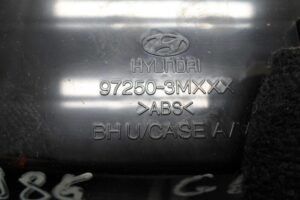 HYUNDAI
97250-3MXXX
>ABS<
BH U/CASE A/V